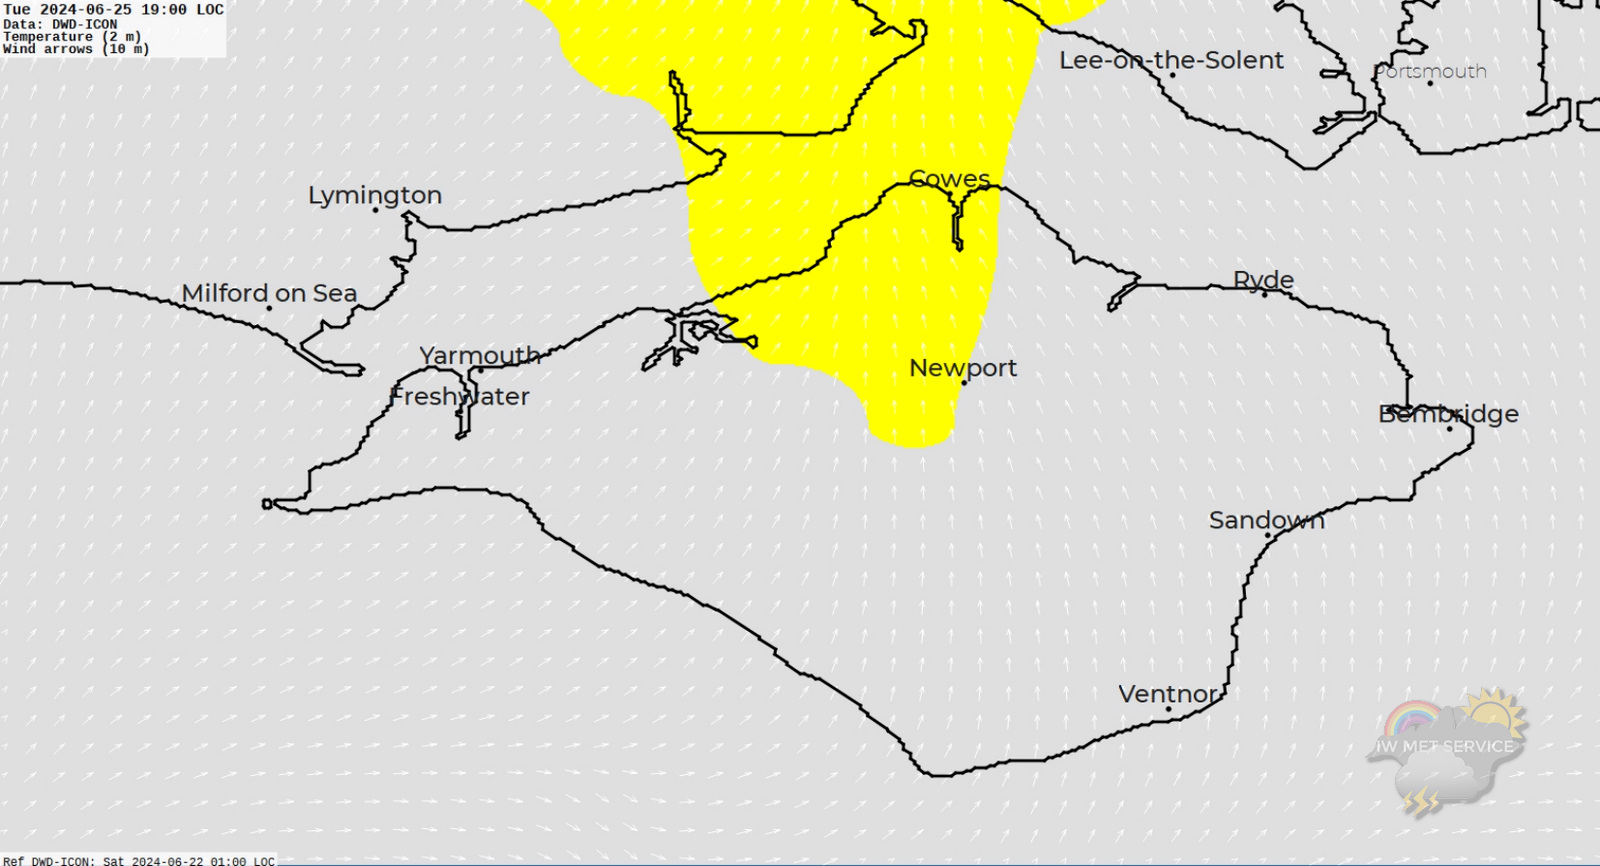 Tue 2024-06-25 19:00 LOC
Data: DWD-ICON
Temperature (2 m)
Wind arrows (10 m)
Lee-on-the-Solent
Portsmouth
Cowes
Lymington
Ryde
Milford on Sea
Yarmouth
Newport
Freshwater
Bembridge
Sandown
Ventnor
IW MET SERVICE
Ref DWD-ICON: Sat 2024-06-22 01:00 LOC